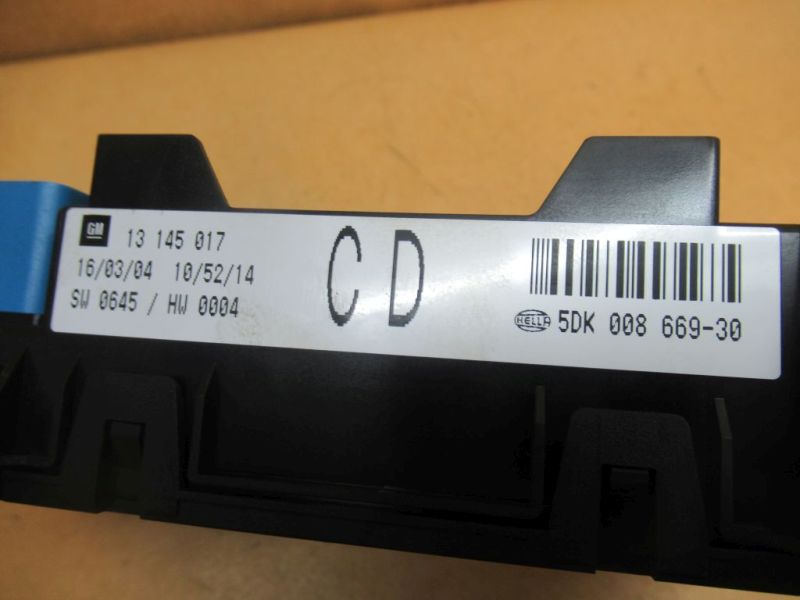 GM 13 145 017
16/03/04 10/52/14
SW 0645 / HW 0004
CD
HELLA 5DK 008 669-30